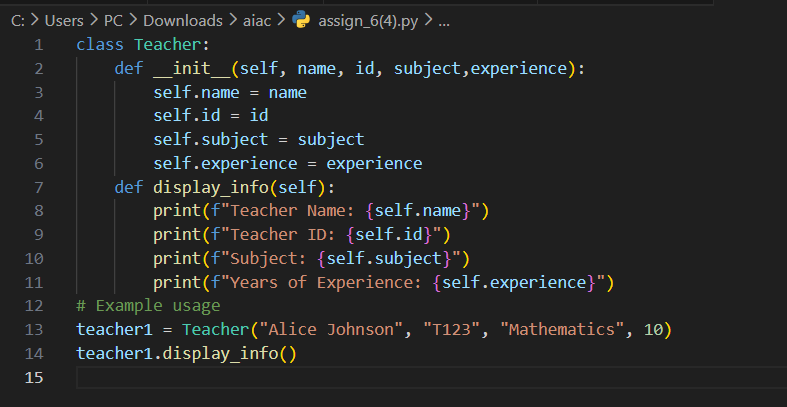 C: > Users > PC > Downloads > aiac > assign_6(4).py > ...
1 class Teacher:
2     def __init__(self, name, id, subject,experience):
3         self.name = name
4         self.id = id
5         self.subject = subject
6         self.experience = experience
7     def display_info(self):
8         print(f"Teacher Name: {self.name}")
9         print(f"Teacher ID: {self.id}")
10         print(f"Subject: {self.subject}")
11         print(f"Years of Experience: {self.experience}")
12 # Example usage
13 teacher1 = Teacher("Alice Johnson", "T123", "Mathematics", 10)
14 teacher1.display_info()
15